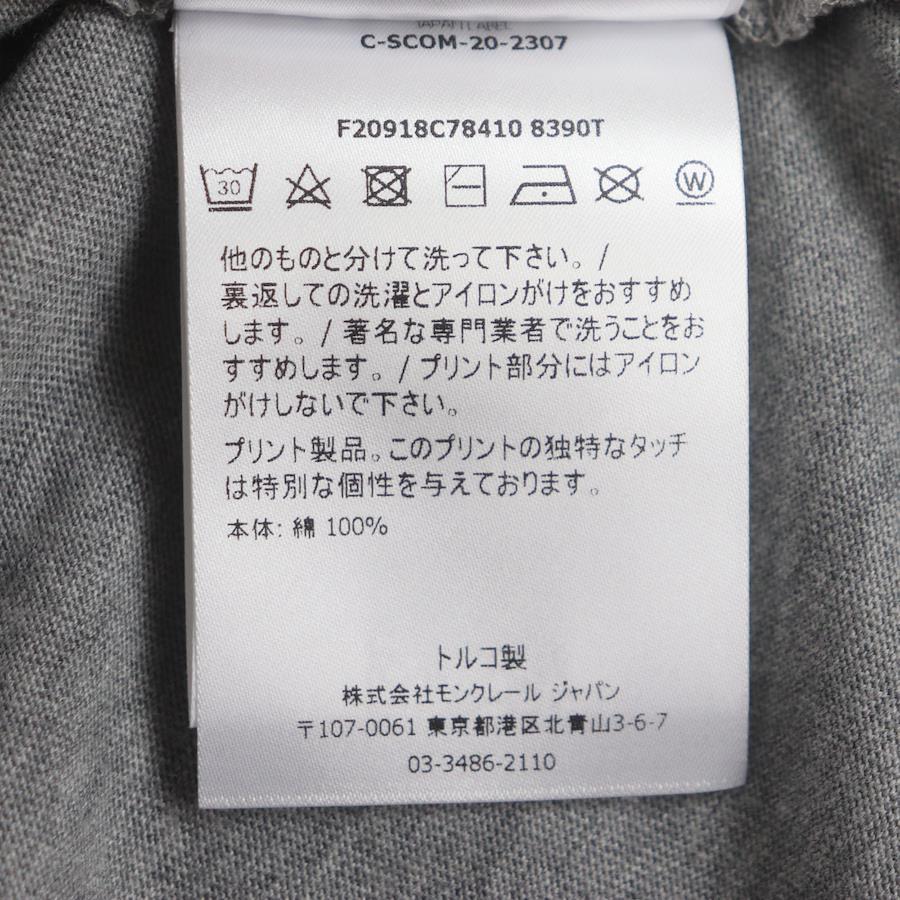 JAPAN LABEL
C-SCOM-20-2307
F20918C78410 8390T
30
W
他のものと分けて洗って下さい。/
裏返しての洗濯とアイロンがけをおすすめ
します。/ 著名な専門業者で洗うことをお
すすめします。/ プリント部分にはアイロン
がけしないで下さい。
プリント製品。このプリントの独特なタッチ
は特別な個性を与えております。
本体: 綿 100%
トルコ製
株式会社モンクレール ジャパン
〒107-0061 東京都港区北青山3-6-7
03-3486-2110